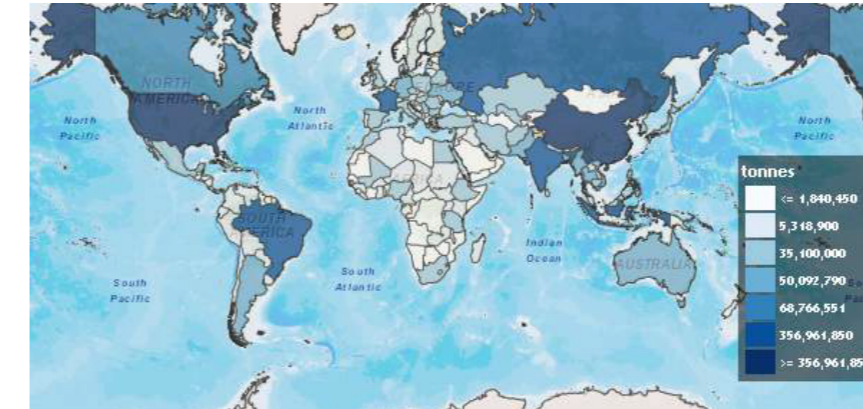 NORTH
AMERICA
North
Pacific
North
Atlantic
AFRICA
SOUTH
AMERICA
South
Pacific
South
Atlantic
Indian
Ocean
AUSTRALIA
North
Pacific
tonnes
<= 1,840,450
5,318,900
35,100,000
50,092,790
68,766,551
356,961,850
>= 356,961,85